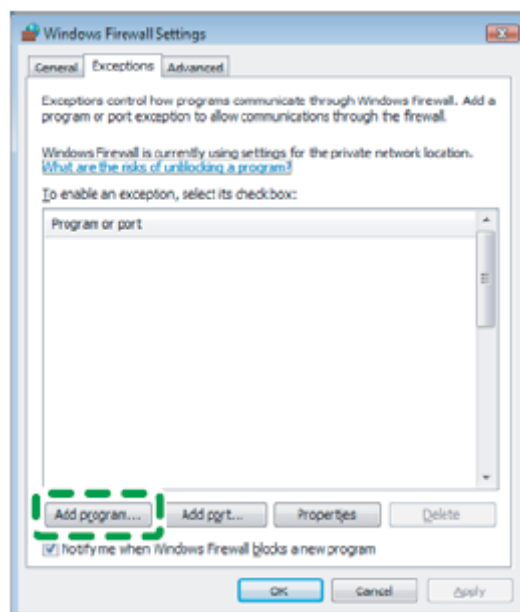 Windows Firewall Settings
General Exceptions Advanced
Exceptions control how programs communicate through Windows Firewall. Add a
program or port exception to allow communications through the firewall.
Windows Firewall is currently using settings for the private network location.
What are the risks of unblocking a program?
To enable an exception, select its checkbox:
Program or port
Add program... Add port... Properties Delete
Notify me when Windows Firewall blocks a new program
OK Cancel Apply